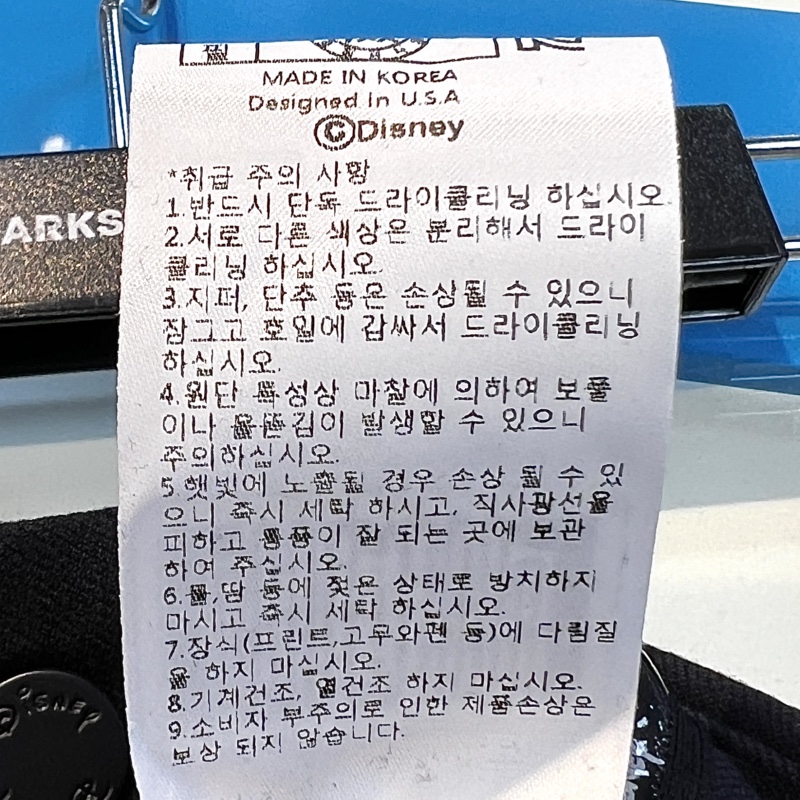 MADE IN KOREA
Designed in U.S.A
©Disney
*취급 주의 사항
1.반드시 단독 드라이클리닝 하십시오.
ARKS
2.서로 다른 색상은 분리해서 드라이
클리닝 하십시오.
3.지퍼, 단추 등은 손상될 수 있으니
잠그고 호일에 감싸서 드라이클리닝
하십시오.
4.원단 특성상 마찰에 의하여 보풀
이나 올뜯김이 발생할 수 있으니
주의하십시오.
5.햇빛에 노출될 경우 손상 될 수 있
으니 즉시 세탁 하시고, 직사광선을
피하고 통풍이 잘 되는 곳에 보관
하여 주십시오.
6.물,땀 등에 젖은 상태로 방치하지
마시고 즉시 세탁 하십시오.
7.장식(프린트,고무와펜 등)에 다림질
을 하지 마십시오.
8.기계건조, 열건조 하지 마십시오.
9.소비자 부주의로 인한 제품손상은
보상 되지 않습니다.
DISNEY